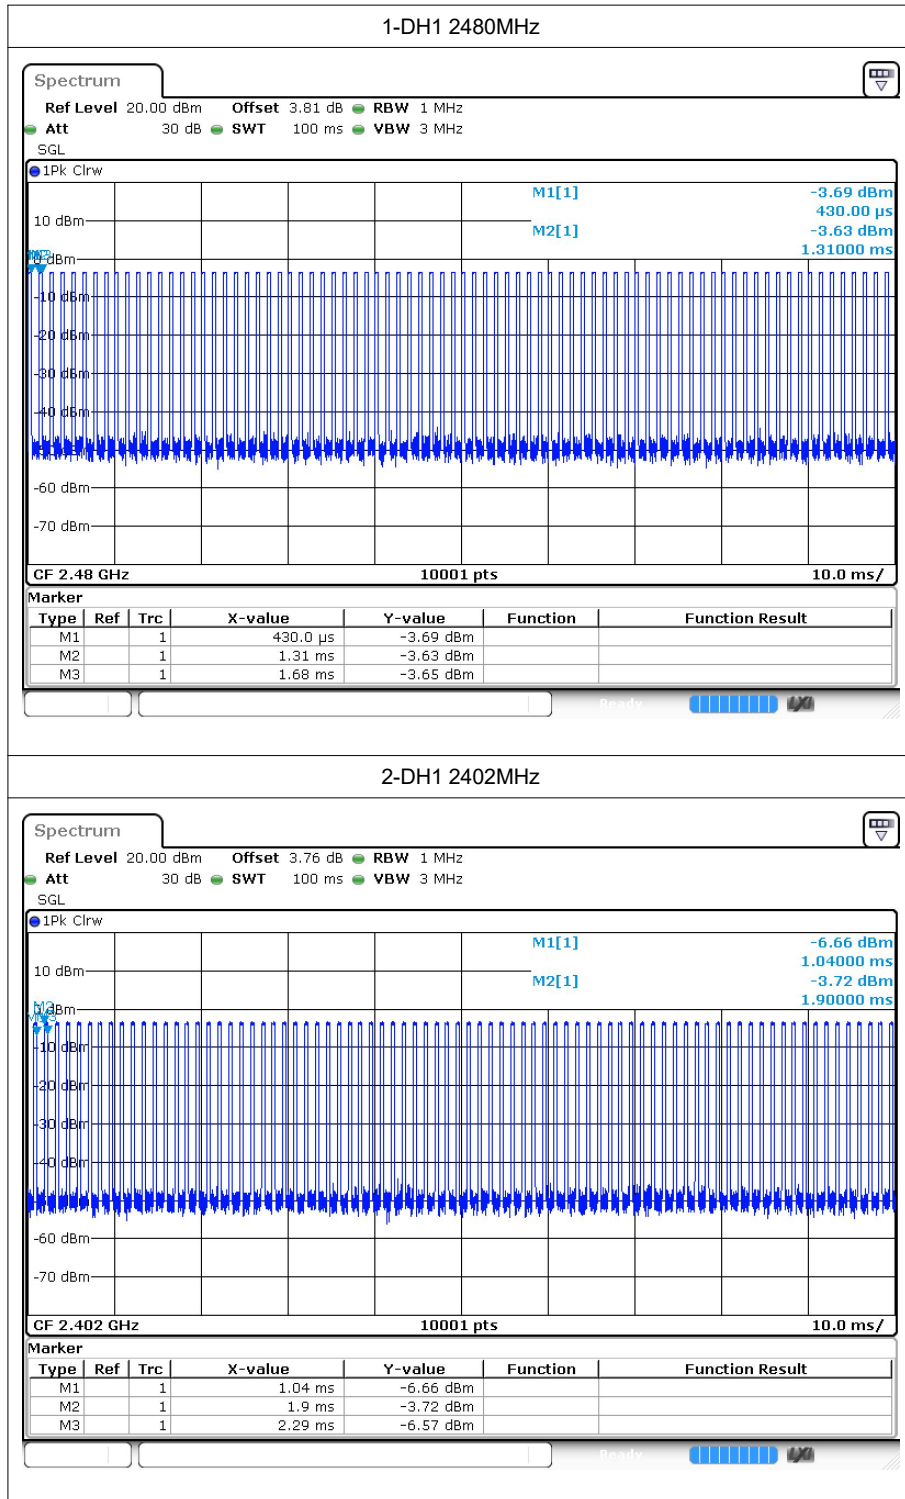 1-DH1 2480MHz
Spectrum
Ref Level 20.00 dBm Offset 3.81 dB RBW 1 MHz
Att 30 dB SWT 100 ms VBW 3 MHz
SGL
1Pk Clrw
M1[1] -3.69 dBm
430.00 µs
10 dBm
M2[1] -3.63 dBm
1.31000 ms
0 dBm
-10 dBm
-20 dBm
-30 dBm
-40 dBm
-60 dBm
-70 dBm
CF 2.48 GHz 10001 pts 10.0 ms/
Marker
Type Ref Trc X-value Y-value Function Function Result
M1 1 430.0 µs -3.69 dBm
M2 1 1.31 ms -3.63 dBm
M3 1 1.68 ms -3.65 dBm
Ready
2-DH1 2402MHz
Spectrum
Ref Level 20.00 dBm Offset 3.76 dB RBW 1 MHz
Att 30 dB SWT 100 ms VBW 3 MHz
SGL
1Pk Clrw
M1[1] -6.66 dBm
1.04000 ms
10 dBm
M2[1] -3.72 dBm
1.90000 ms
M2
0 dBm
-10 dBm
-20 dBm
-30 dBm
-40 dBm
-60 dBm
-70 dBm
CF 2.402 GHz 10001 pts 10.0 ms/
Marker
Type Ref Trc X-value Y-value Function Function Result
M1 1 1.04 ms -6.66 dBm
M2 1 1.9 ms -3.72 dBm
M3 1 2.29 ms -6.57 dBm
Ready